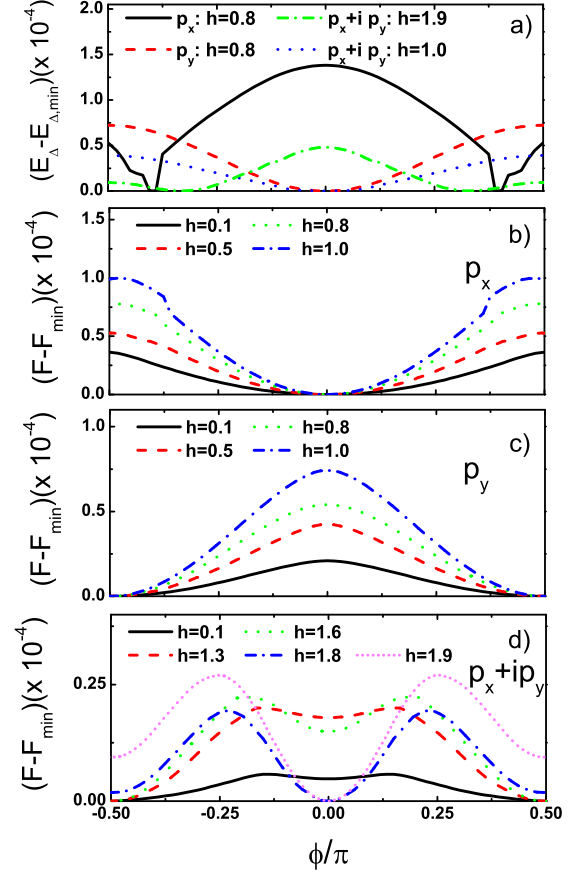 2.0
1.5
1.0
0.5
0.0
(E_Δ-E_Δ,min)(x 10^-4)
p_x: h=0.8
p_x+i p_y: h=1.9
p_y: h=0.8
p_x+i p_y: h=1.0
a)
1.5
1.0
0.5
0.0
(F-F_min)(x 10^-4)
h=0.1
h=0.8
h=0.5
h=1.0
b)
p_x
1.0
0.5
0.0
(F-F_min)(x 10^-4)
h=0.1
h=0.8
h=0.5
h=1.0
c)
p_y
0.25
0.00
(F-F_min)(x 10^-4)
h=0.1
h=1.6
h=1.3
h=1.8
h=1.9
d)
p_x+ip_y
-0.50
-0.25
0.00
0.25
0.50
ϕ/π